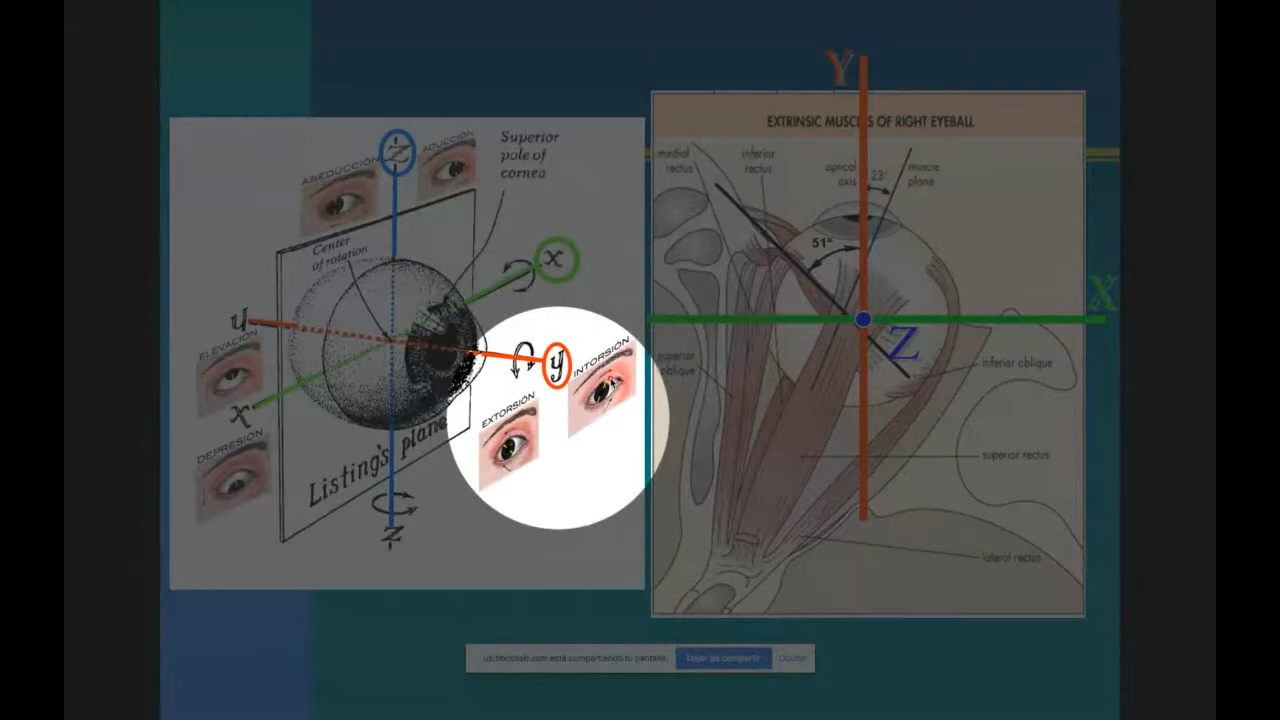 Z
ABEDUCCIÓN
ADUCCIÓN
Superior
pole of
cornea
Center
of rotation
x
y
ELEVACIÓN
x
DEPRESIÓN
y
INTORSIÓN
EXTORSIÓN
Listing's plane
Z
Y
EXTRINSIC MUSCLES OF RIGHT EYEBALL
medial
rectus
inferior
rectus
optical
axis
23°
muscle
plane
51°
X
Z
superior
oblique
inferior oblique
superior rectus
lateral rectus
está compartiendo tu pantalla.
Dejar de compartir
Ocultar